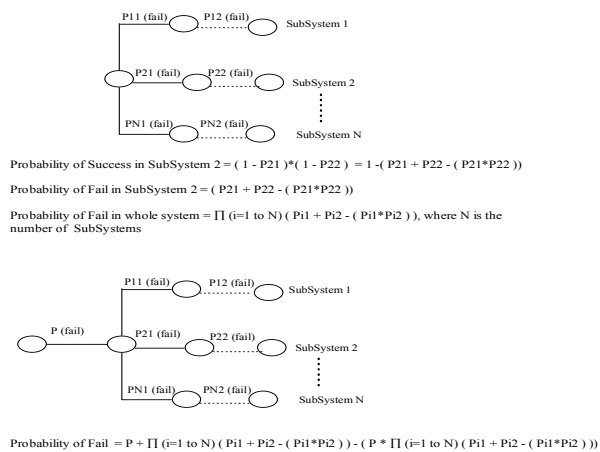 P11 (fail) P12 (fail) SubSystem 1
P21 (fail) P22 (fail) SubSystem 2
PN1 (fail) PN2 (fail) SubSystem N
Probability of Success in SubSystem 2 = ( 1 - P21 )*( 1 - P22 ) = 1 -( P21 + P22 - ( P21*P22 ))
Probability of Fail in SubSystem 2 = ( P21 + P22 - ( P21*P22 ))
Probability of Fail in whole system = ∏ (i=1 to N) ( Pi1 + Pi2 - ( Pi1*Pi2 ) ), where N is the
number of SubSystems
P11 (fail) P12 (fail) SubSystem 1
P (fail) P21 (fail) P22 (fail) SubSystem 2
PN1 (fail) PN2 (fail) SubSystem N
Probability of Fail = P + ∏ (i=1 to N) ( Pi1 + Pi2 - ( Pi1*Pi2 ) ) - ( P * ∏ (i=1 to N) ( Pi1 + Pi2 - ( Pi1*Pi2 )))